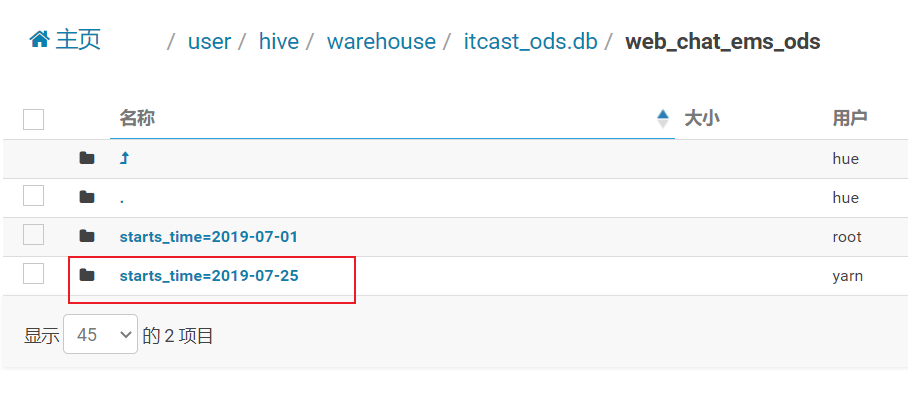 主页 / user / hive / warehouse / itcast_ods.db / web_chat_ems_ods
名称 大小 用户
hue
. hue
starts_time=2019-07-01 root
starts_time=2019-07-25 yarn
显示 45 的 2 项目